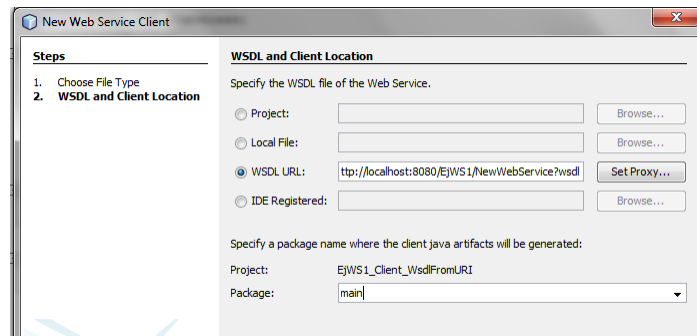 New Web Service Client
Steps
1. Choose File Type
2. WSDL and Client Location
WSDL and Client Location
Specify the WSDL file of the Web Service.
Project: Browse...
Local File: Browse...
WSDL URL: ttp://localhost:8080/EjWS1/NewWebService?wsdl Set Proxy...
IDE Registered: Browse...
Specify a package name where the client java artifacts will be generated:
Project: EjWS1_Client_WsdlFromURI
Package: main